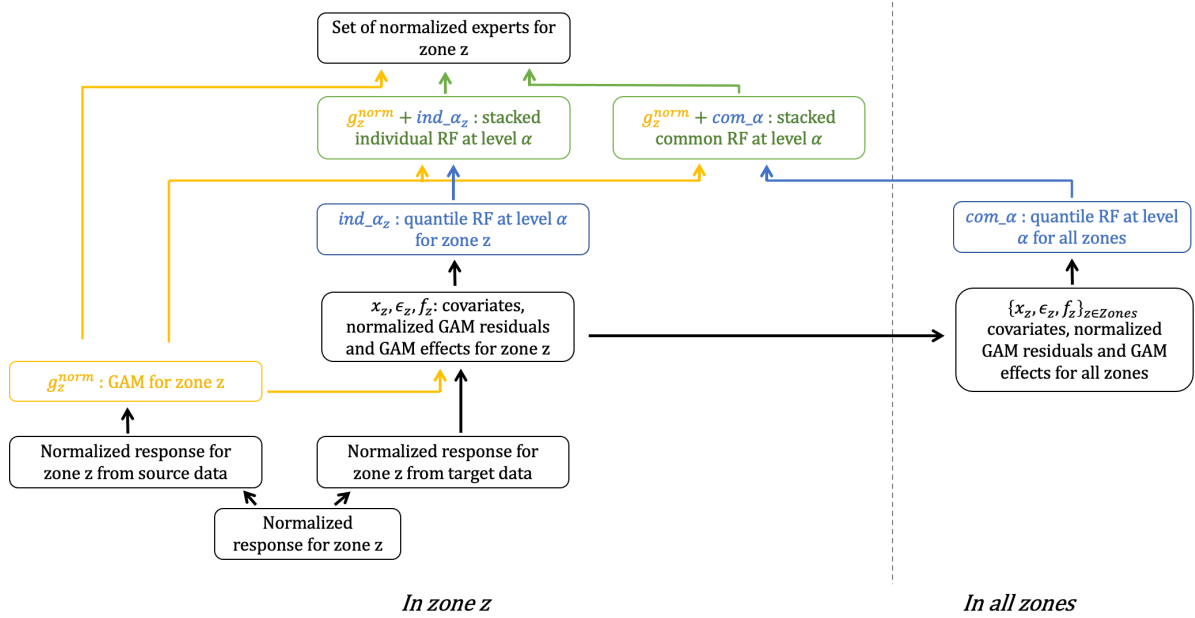 Set of normalized experts for
zone z
g_z^{norm} + ind_α_z : stacked
individual RF at level α
g_z^{norm} + com_α : stacked
common RF at level α
ind_α_z : quantile RF at level α
for zone z
com_α : quantile RF at level
α for all zones
x_z, ϵ_z, f_z: covariates,
normalized GAM residuals
and GAM effects for zone z
{x_z, ϵ_z, f_z}_{z∈Zones}
covariates, normalized
GAM residuals and GAM
effects for all zones
g_z^{norm} : GAM for zone z
Normalized response for
zone z from source data
Normalized response for
zone z from target data
Normalized
response for zone z
In zone z
In all zones